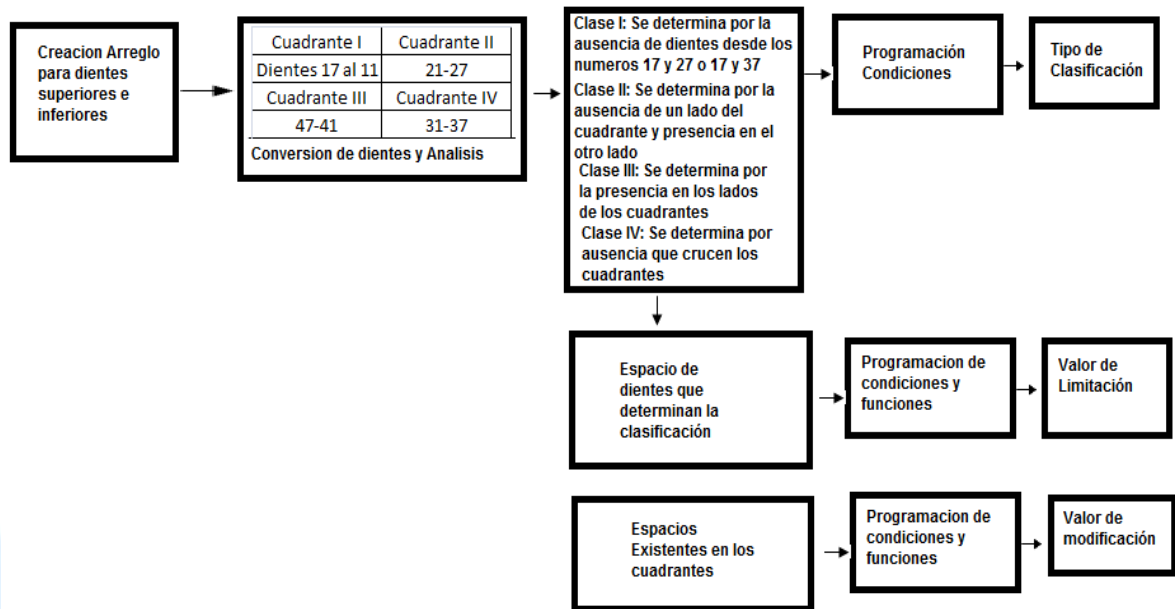 Creacion Arreglo
para dientes
superiores e
inferiores
Cuadrante I
Cuadrante II
Dientes 17 al 11
21-27
Cuadrante III
Cuadrante IV
47-41
31-37
Conversion de dientes y Analisis
Clase I: Se determina por la
ausencia de dientes desde los
numeros 17 y 27 o 17 y 37
Clase II: Se determina por la
ausencia de un lado del
cuadrante y presencia en el
otro lado
Clase III: Se determina por
la presencia en los lados
de los cuadrantes
Clase IV: Se determina por
ausencia que crucen los
cuadrantes
Programación
Condiciones
Tipo de
Clasificación
Espacio de
dientes que
determinan la
clasificación
Programacion de
condiciones y
funciones
Valor de
Limitación
Espacios
Existentes en los
cuadrantes
Programacion de
condiciones y
funciones
Valor de
modificación